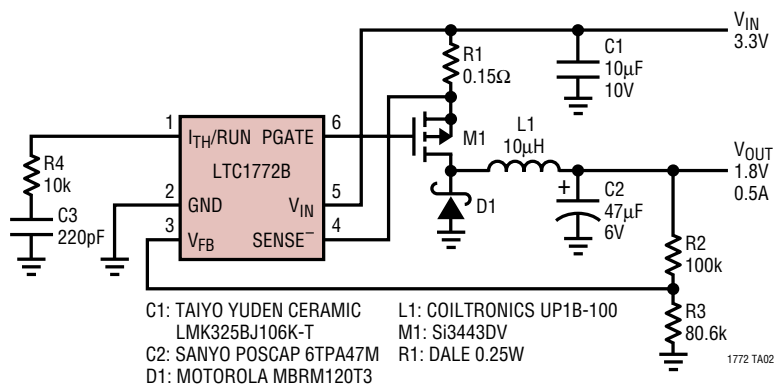 VIN
3.3V
R1
0.15Ω
C1
10µF
10V
1
ITH/RUN
PGATE
6
M1
L1
10µH
VOUT
1.8V
0.5A
R4
10k
LTC1772B
2
GND
VIN
5
D1
+
C2
47µF
6V
C3
220pF
3
VFB
SENSE−
4
R2
100k
R3
80.6k
C1: TAIYO YUDEN CERAMIC
LMK325BJ106K-T
C2: SANYO POSCAP 6TPA47M
D1: MOTOROLA MBRM120T3
L1: COILTRONICS UP1B-100
M1: Si3443DV
R1: DALE 0.25W
1772 TA02